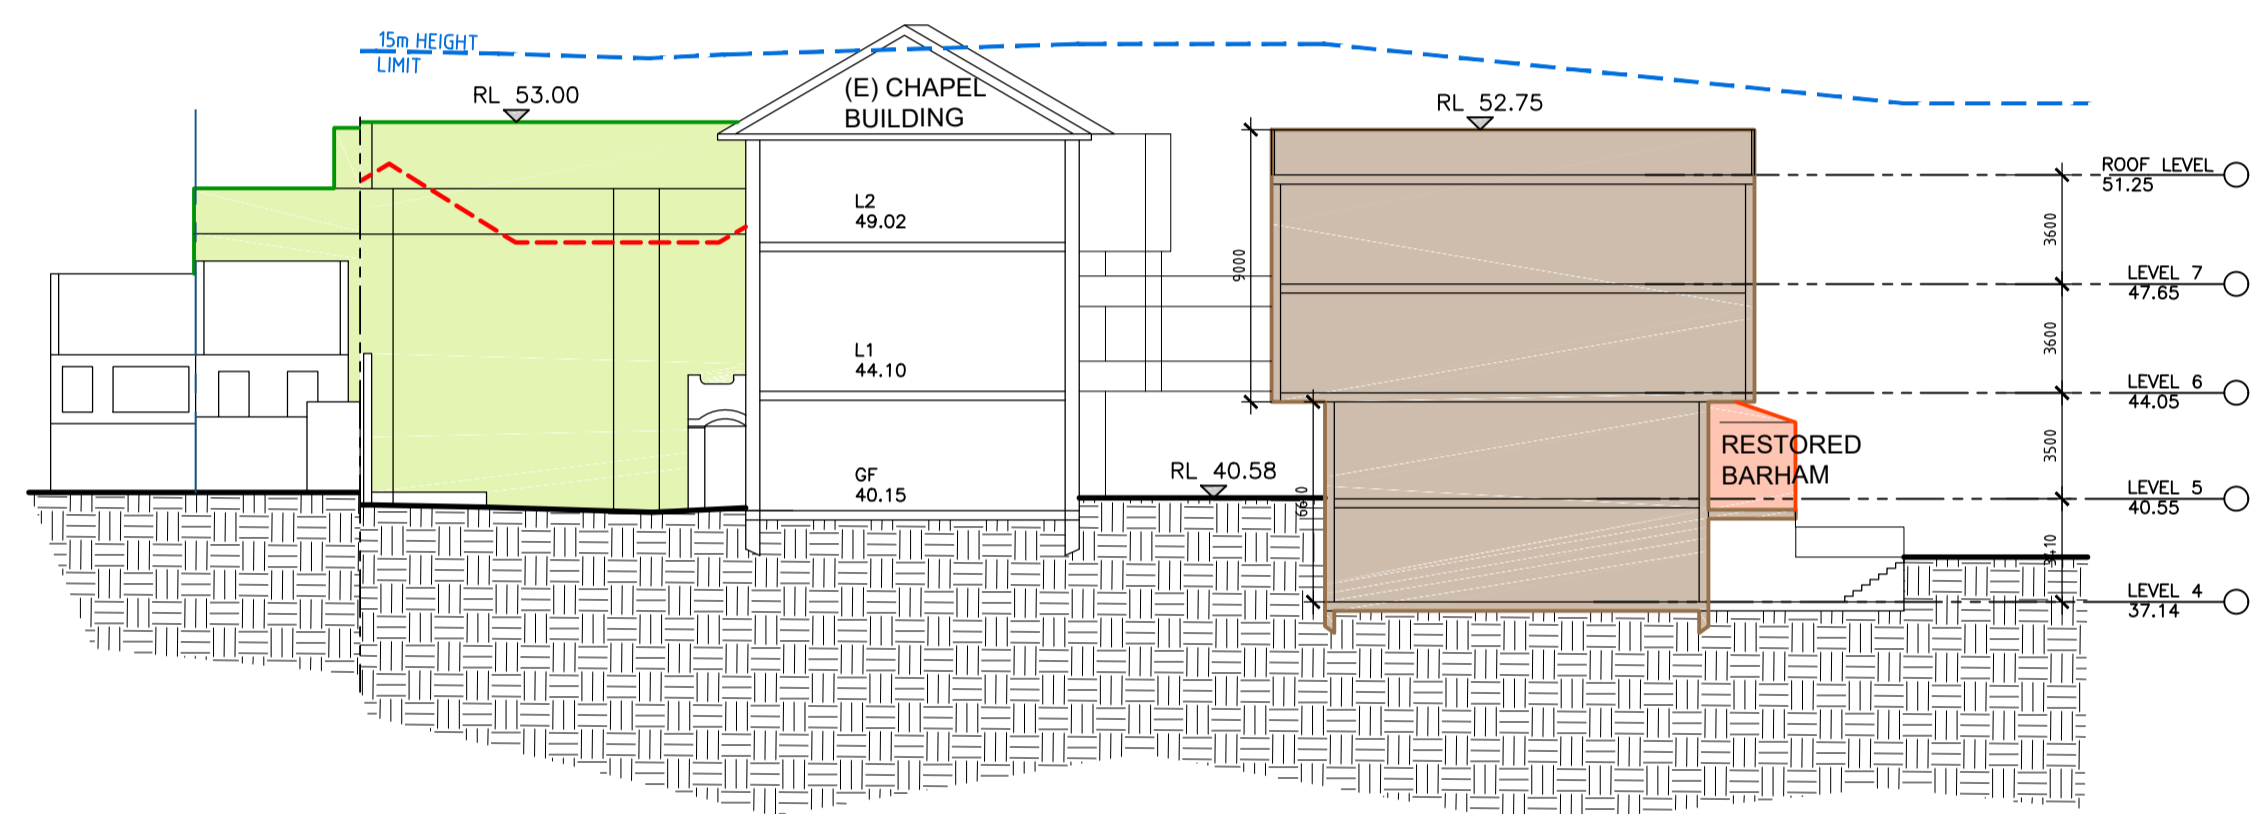 15m HEIGHT
LIMIT
RL 53.00
(E) CHAPEL
BUILDING
RL 52.75
ROOF LEVEL
51.25
L2
49.02
3600
9000
LEVEL 7
47.65
3600
L1
44.10
LEVEL 6
44.05
RESTORED
BARHAM
3500
RL 40.58
GF
40.15
LEVEL 5
40.55
LEVEL 4
37.14